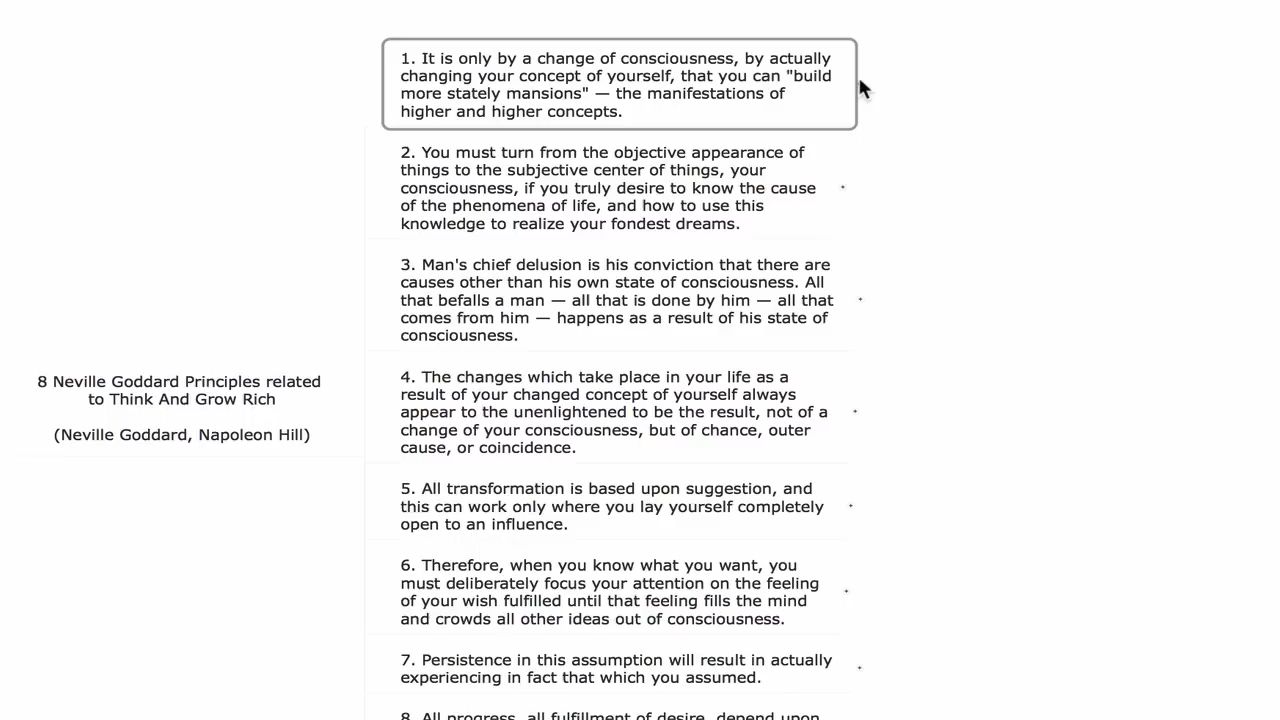 1. It is only by a change of consciousness, by actually
changing your concept of yourself, that you can "build
more stately mansions" — the manifestations of
higher and higher concepts.
2. You must turn from the objective appearance of
things to the subjective center of things, your
consciousness, if you truly desire to know the cause
of the phenomena of life, and how to use this
knowledge to realize your fondest dreams.
3. Man's chief delusion is his conviction that there are
causes other than his own state of consciousness. All
that befalls a man — all that is done by him — all that
comes from him — happens as a result of his state of
consciousness.
8 Neville Goddard Principles related
to Think And Grow Rich
(Neville Goddard, Napoleon Hill)
4. The changes which take place in your life as a
result of your changed concept of yourself always
appear to the unenlightened to be the result, not of a
change of your consciousness, but of chance, outer
cause, or coincidence.
5. All transformation is based upon suggestion, and
this can work only where you lay yourself completely
open to an influence.
6. Therefore, when you know what you want, you
must deliberately focus your attention on the feeling
of your wish fulfilled until that feeling fills the mind
and crowds all other ideas out of consciousness.
7. Persistence in this assumption will result in actually
experiencing in fact that which you assumed.
8. All progress, all fulfillment of desire, depend upon